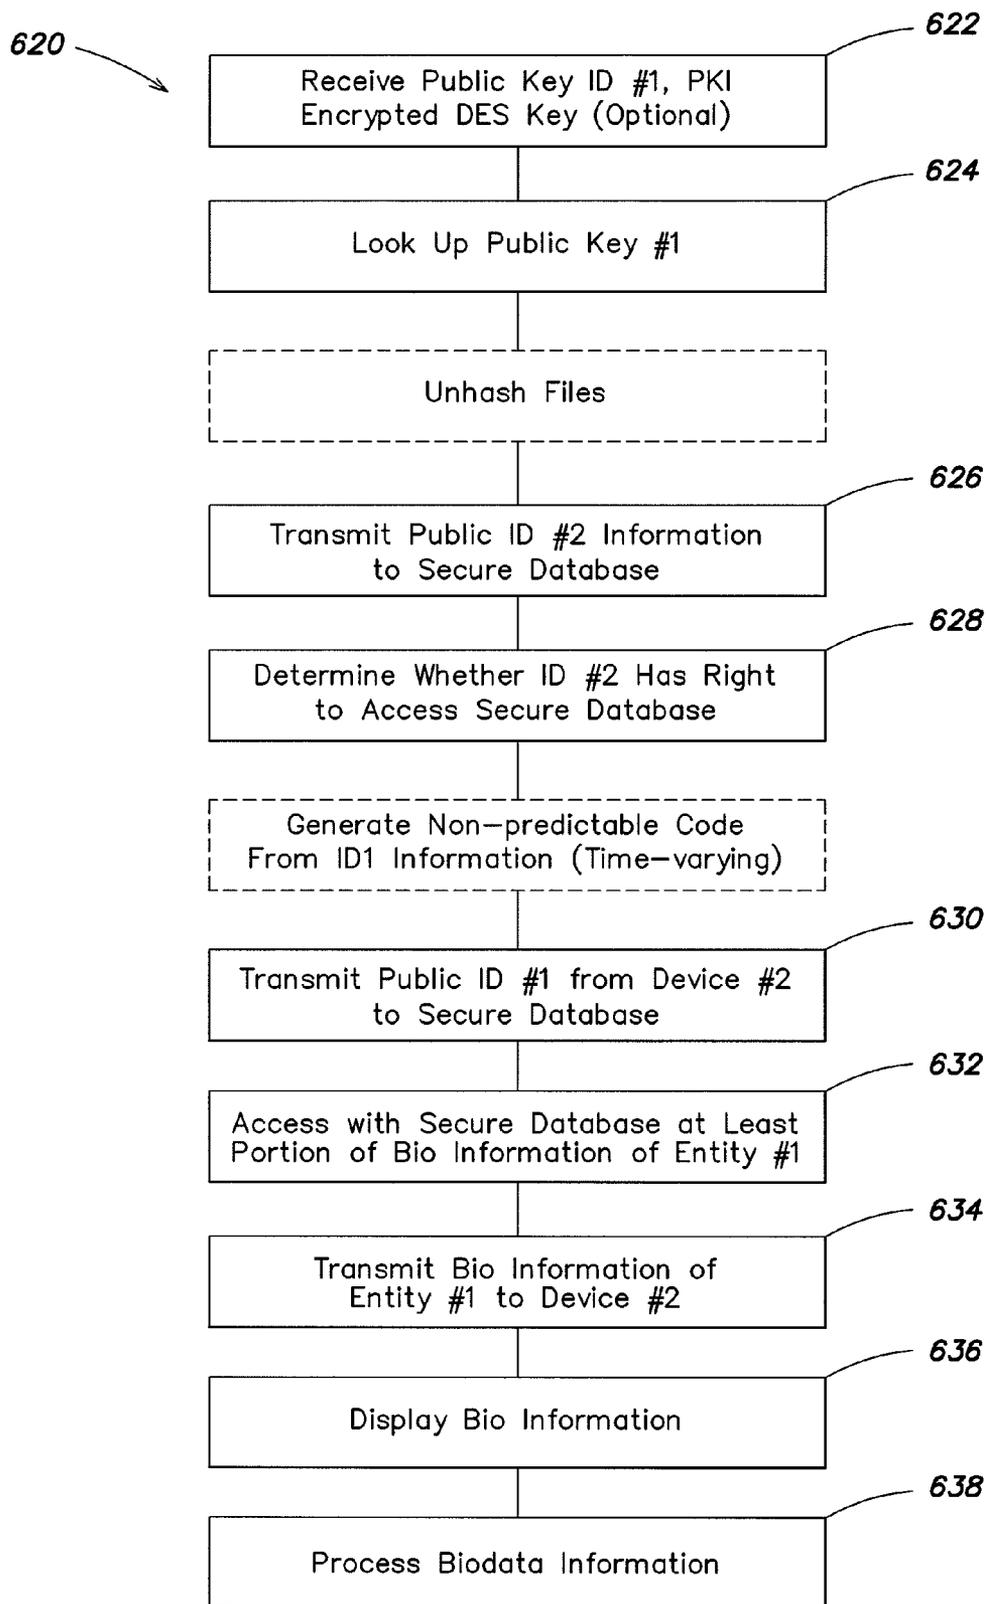 620
622
Receive Public Key ID #1, PKI
Encrypted DES Key (Optional)
624
Look Up Public Key #1
Unhash Files
626
Transmit Public ID #2 Information
to Secure Database
628
Determine Whether ID #2 Has Right
to Access Secure Database
Generate Non-predictable Code
From ID1 Information (Time-varying)
630
Transmit Public ID #1 from Device #2
to Secure Database
632
Access with Secure Database at Least
Portion of Bio Information of Entity #1
634
Transmit Bio Information of
Entity #1 to Device #2
636
Display Bio Information
638
Process Biodata Information